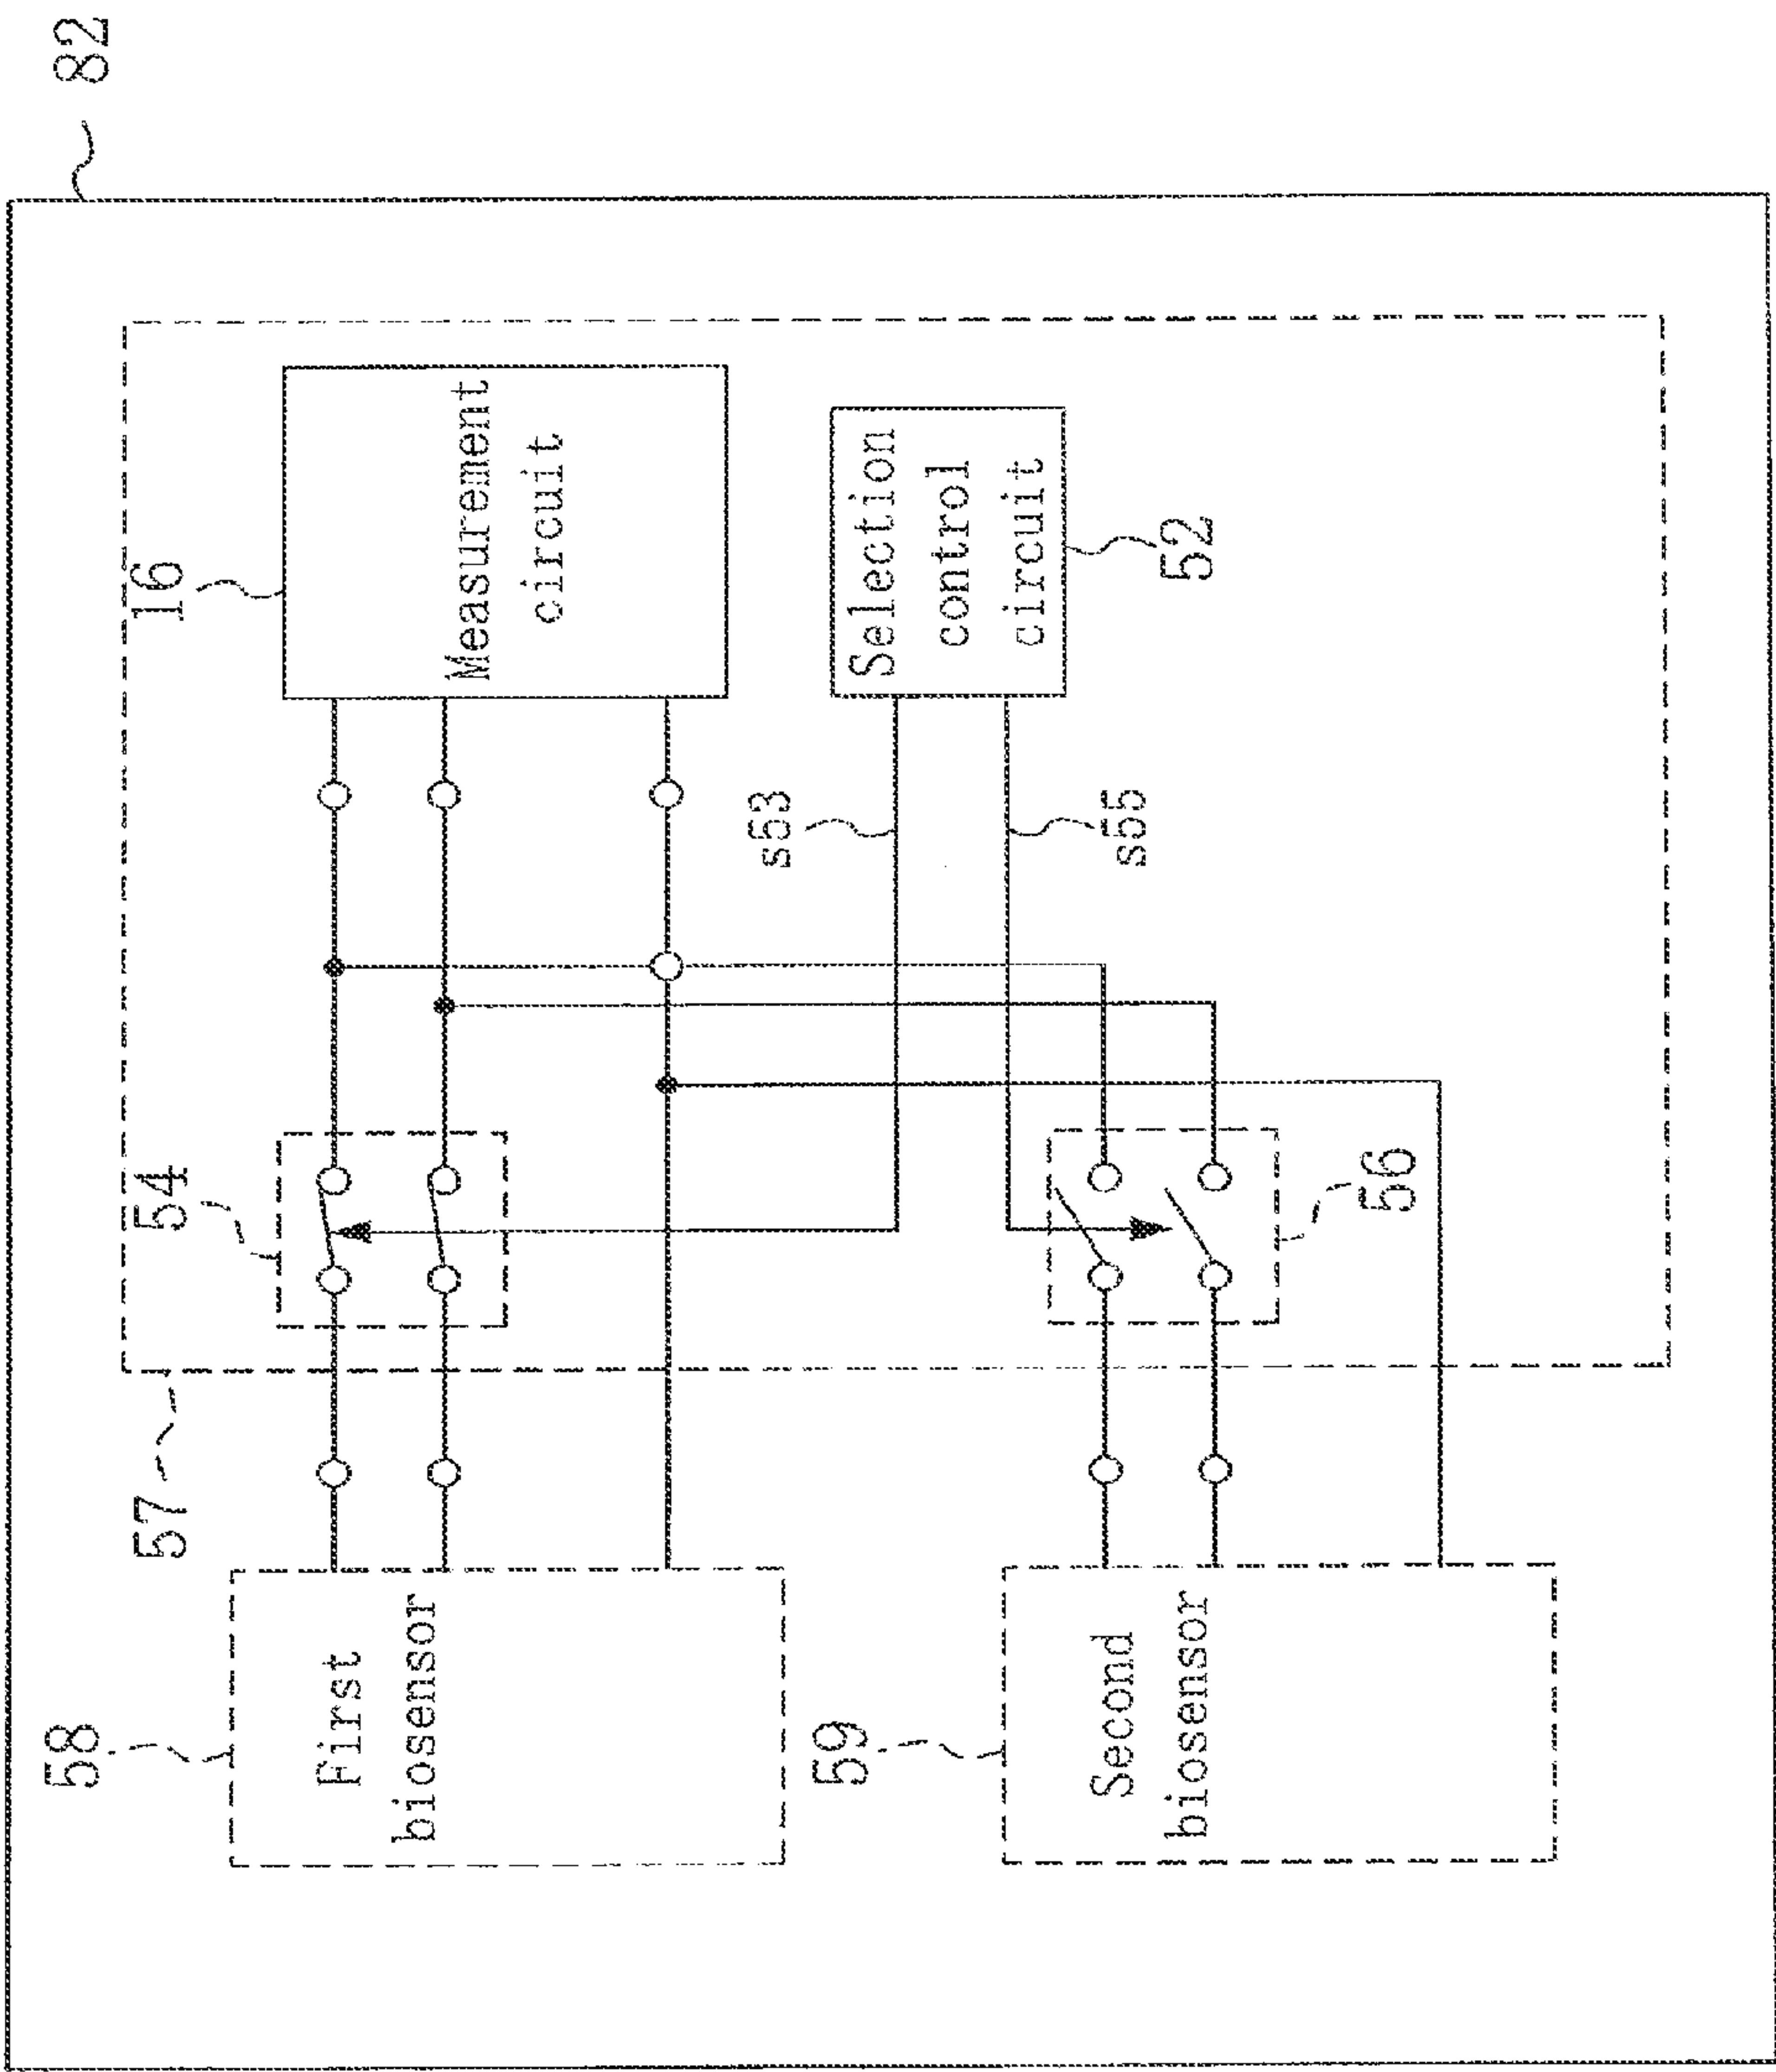 82
57
16
Measurement
circuit
54
58
First
biosensor
s53
Selection
control
circuit
52
s55
59
Second
biosensor
56